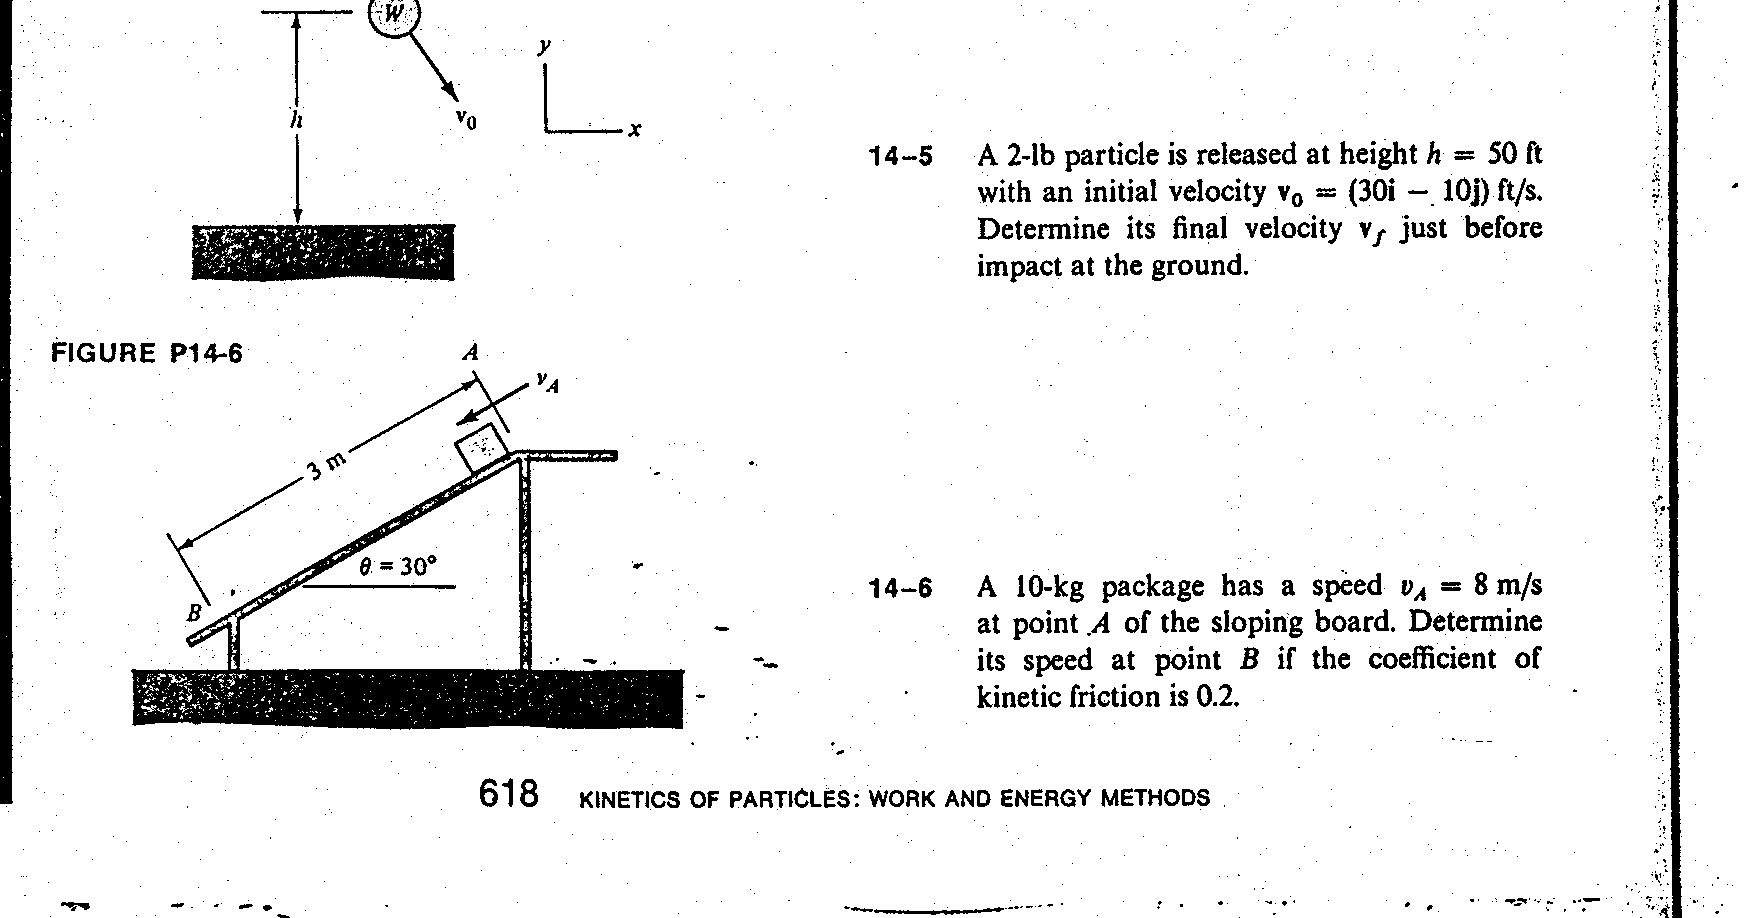 W
h
v₀
y
x
14–5 A 2-lb particle is released at height h = 50 ft
with an initial velocity v₀ = (30i − 10j) ft/s.
Determine its final velocity v_f just before
impact at the ground.
FIGURE P14-6
A
v_A
3 m
θ = 30°
B
14–6 A 10-kg package has a speed v_A = 8 m/s
at point A of the sloping board. Determine
its speed at point B if the coefficient of
kinetic friction is 0.2.
618 KINETICS OF PARTICLES: WORK AND ENERGY METHODS